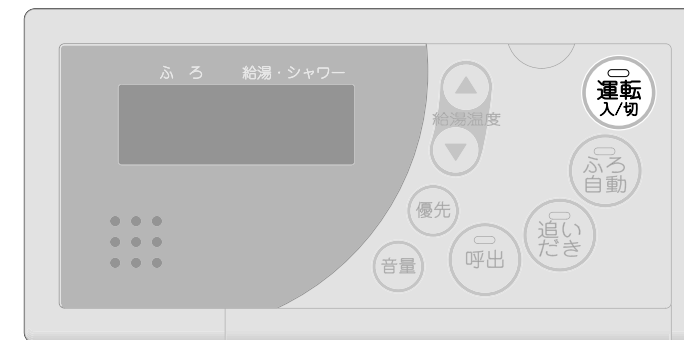 ふろ 給湯・シャワー
運転
入/切
給湯温度
ふろ
自動
優先
追い
だき
呼出
音量